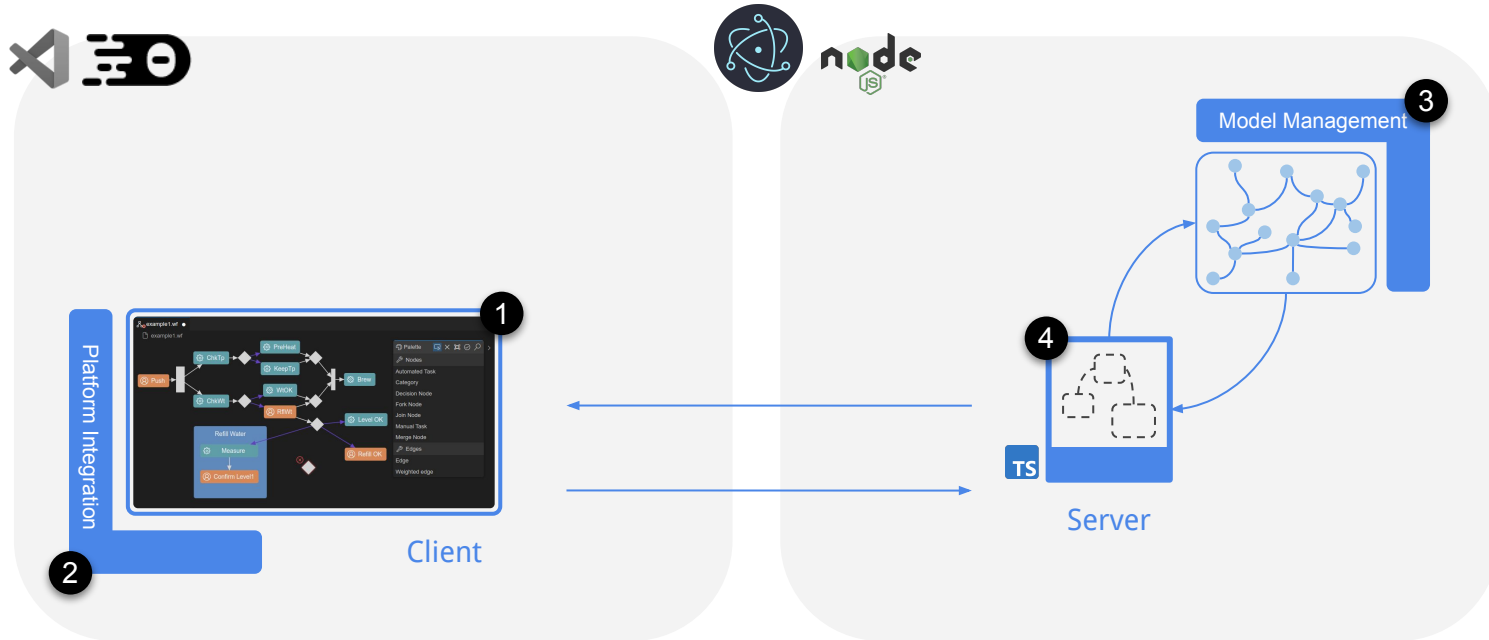 node
JS
3
Model Management
1
example1.wf
example1.wf
PreHeat
Palette
ChkTp
Nodes
KeepTp
Automated Task
Push
Brew
Category
WtOK
Decision Node
ChkWt
Fork Node
RflWt
Join Node
Level OK
Manual Task
Refill Water
Merge Node
Measure
Edges
Refill OK
Edge
Confirm Level!!
Weighted edge
Platform Integration
Client
2
4
TS
Server